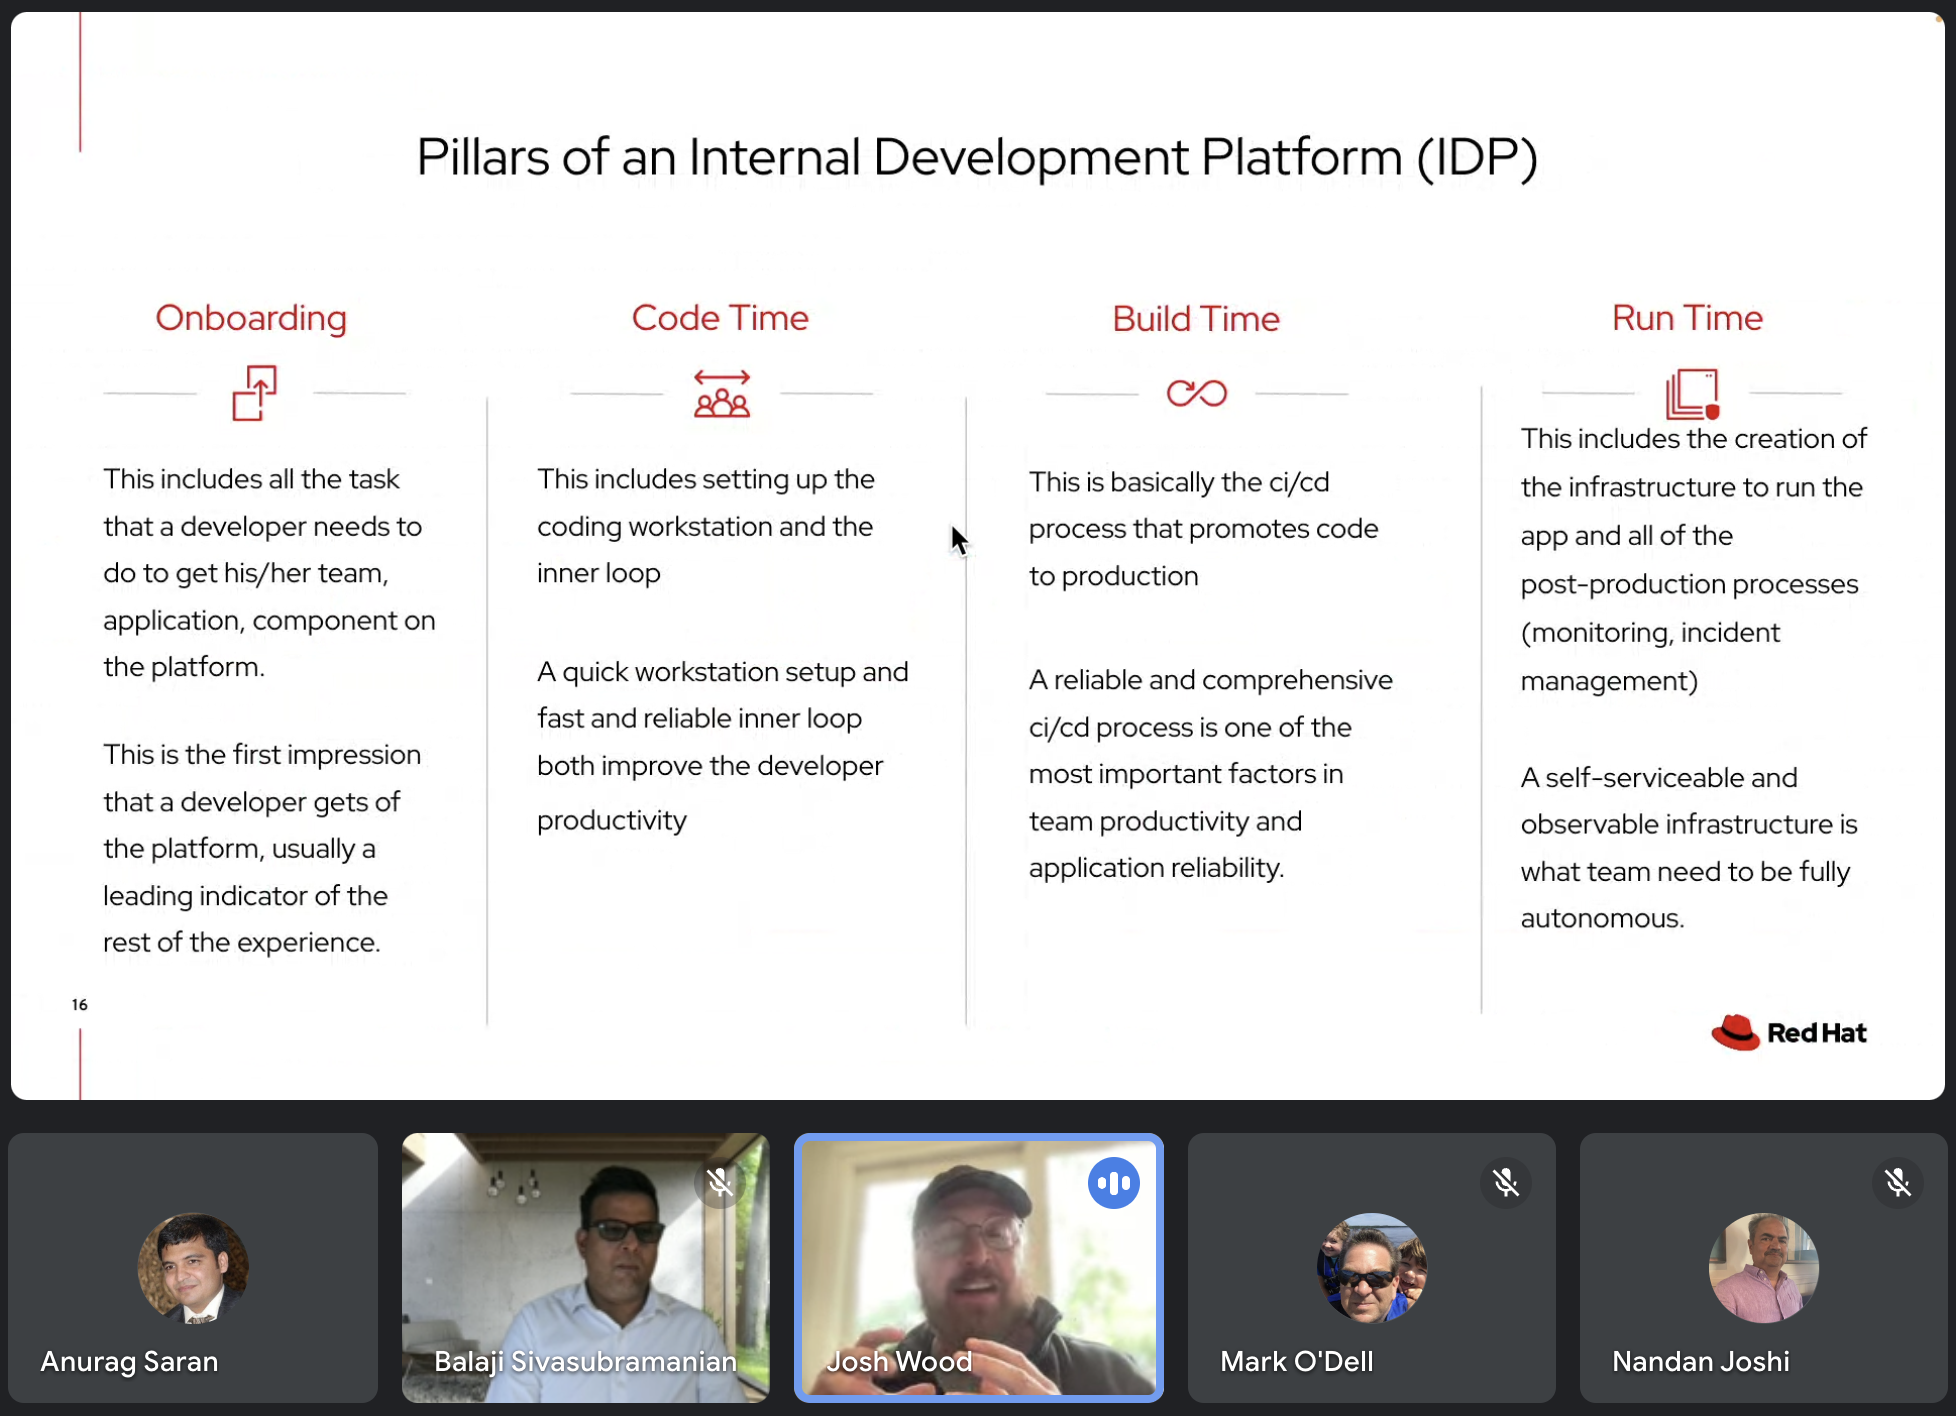 Pillars of an Internal Development Platform (IDP)
Onboarding
This includes all the task
that a developer needs to
do to get his/her team,
application, component on
the platform.
This is the first impression
that a developer gets of
the platform, usually a
leading indicator of the
rest of the experience.
Code Time
This includes setting up the
coding workstation and the
inner loop
A quick workstation setup and
fast and reliable inner loop
both improve the developer
productivity
Build Time
This is basically the ci/cd
process that promotes code
to production
A reliable and comprehensive
ci/cd process is one of the
most important factors in
team productivity and
application reliability.
Run Time
This includes the creation of
the infrastructure to run the
app and all of the
post-production processes
(monitoring, incident
management)
A self-serviceable and
observable infrastructure is
what team need to be fully
autonomous.
16
Red Hat
Anurag Saran
Balaji Sivasubramanian
Josh Wood
Mark O'Dell
Nandan Joshi